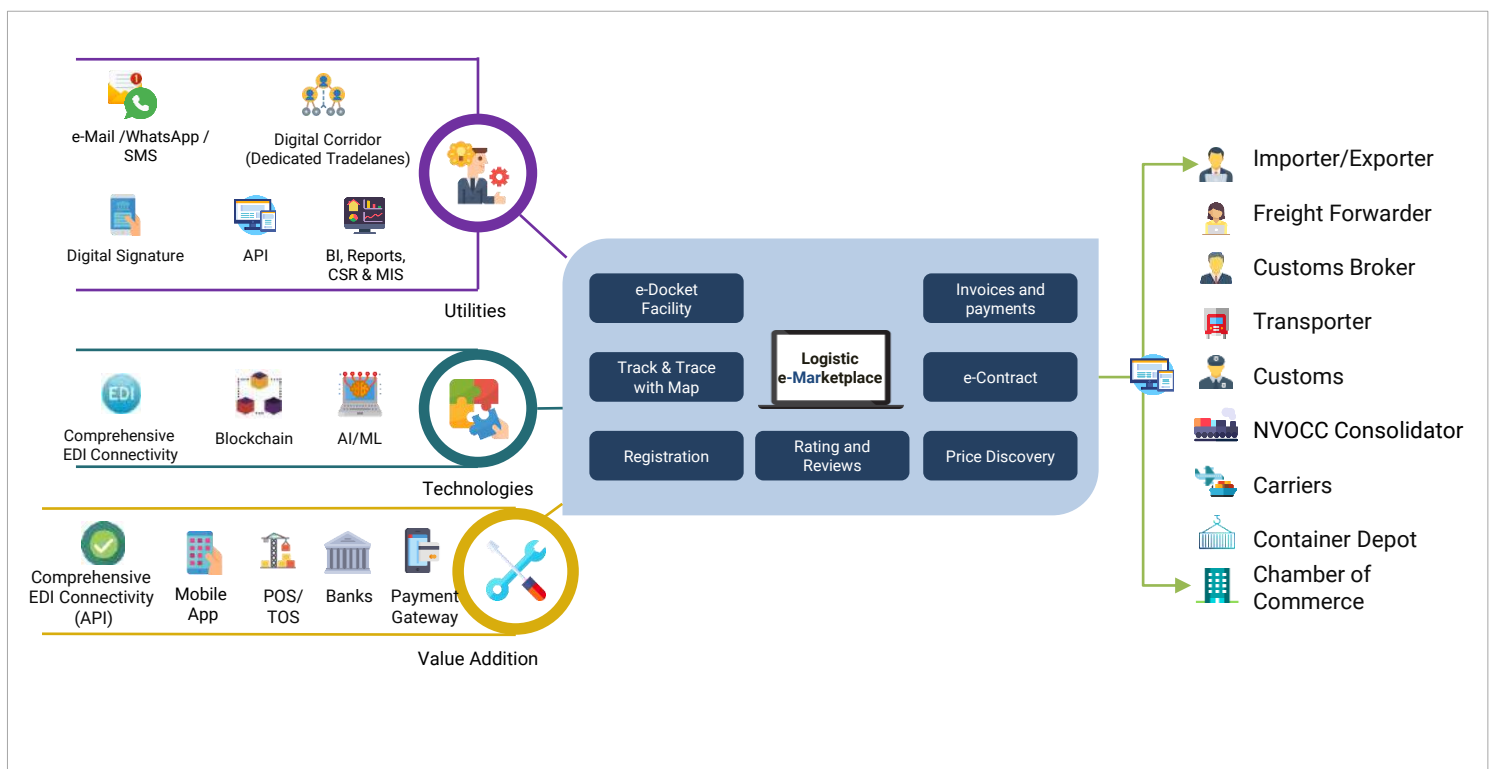 e-Mail /WhatsApp /
SMS
Digital Corridor
(Dedicated Tradelanes)
Digital Signature
API
BI, Reports,
CSR & MIS
Utilities
EDI
Comprehensive
EDI Connectivity
Blockchain
AI/ML
Technologies
Comprehensive
EDI Connectivity
(API)
Mobile
App
POS/
TOS
Banks
Payment
Gateway
Value Addition
e-Docket
Facility
Invoices and
payments
Track & Trace
with Map
Logistic
e-Marketplace
e-Contract
Registration
Rating and
Reviews
Price Discovery
Importer/Exporter
Freight Forwarder
Customs Broker
Transporter
Customs
NVOCC Consolidator
Carriers
Container Depot
Chamber of
Commerce
1